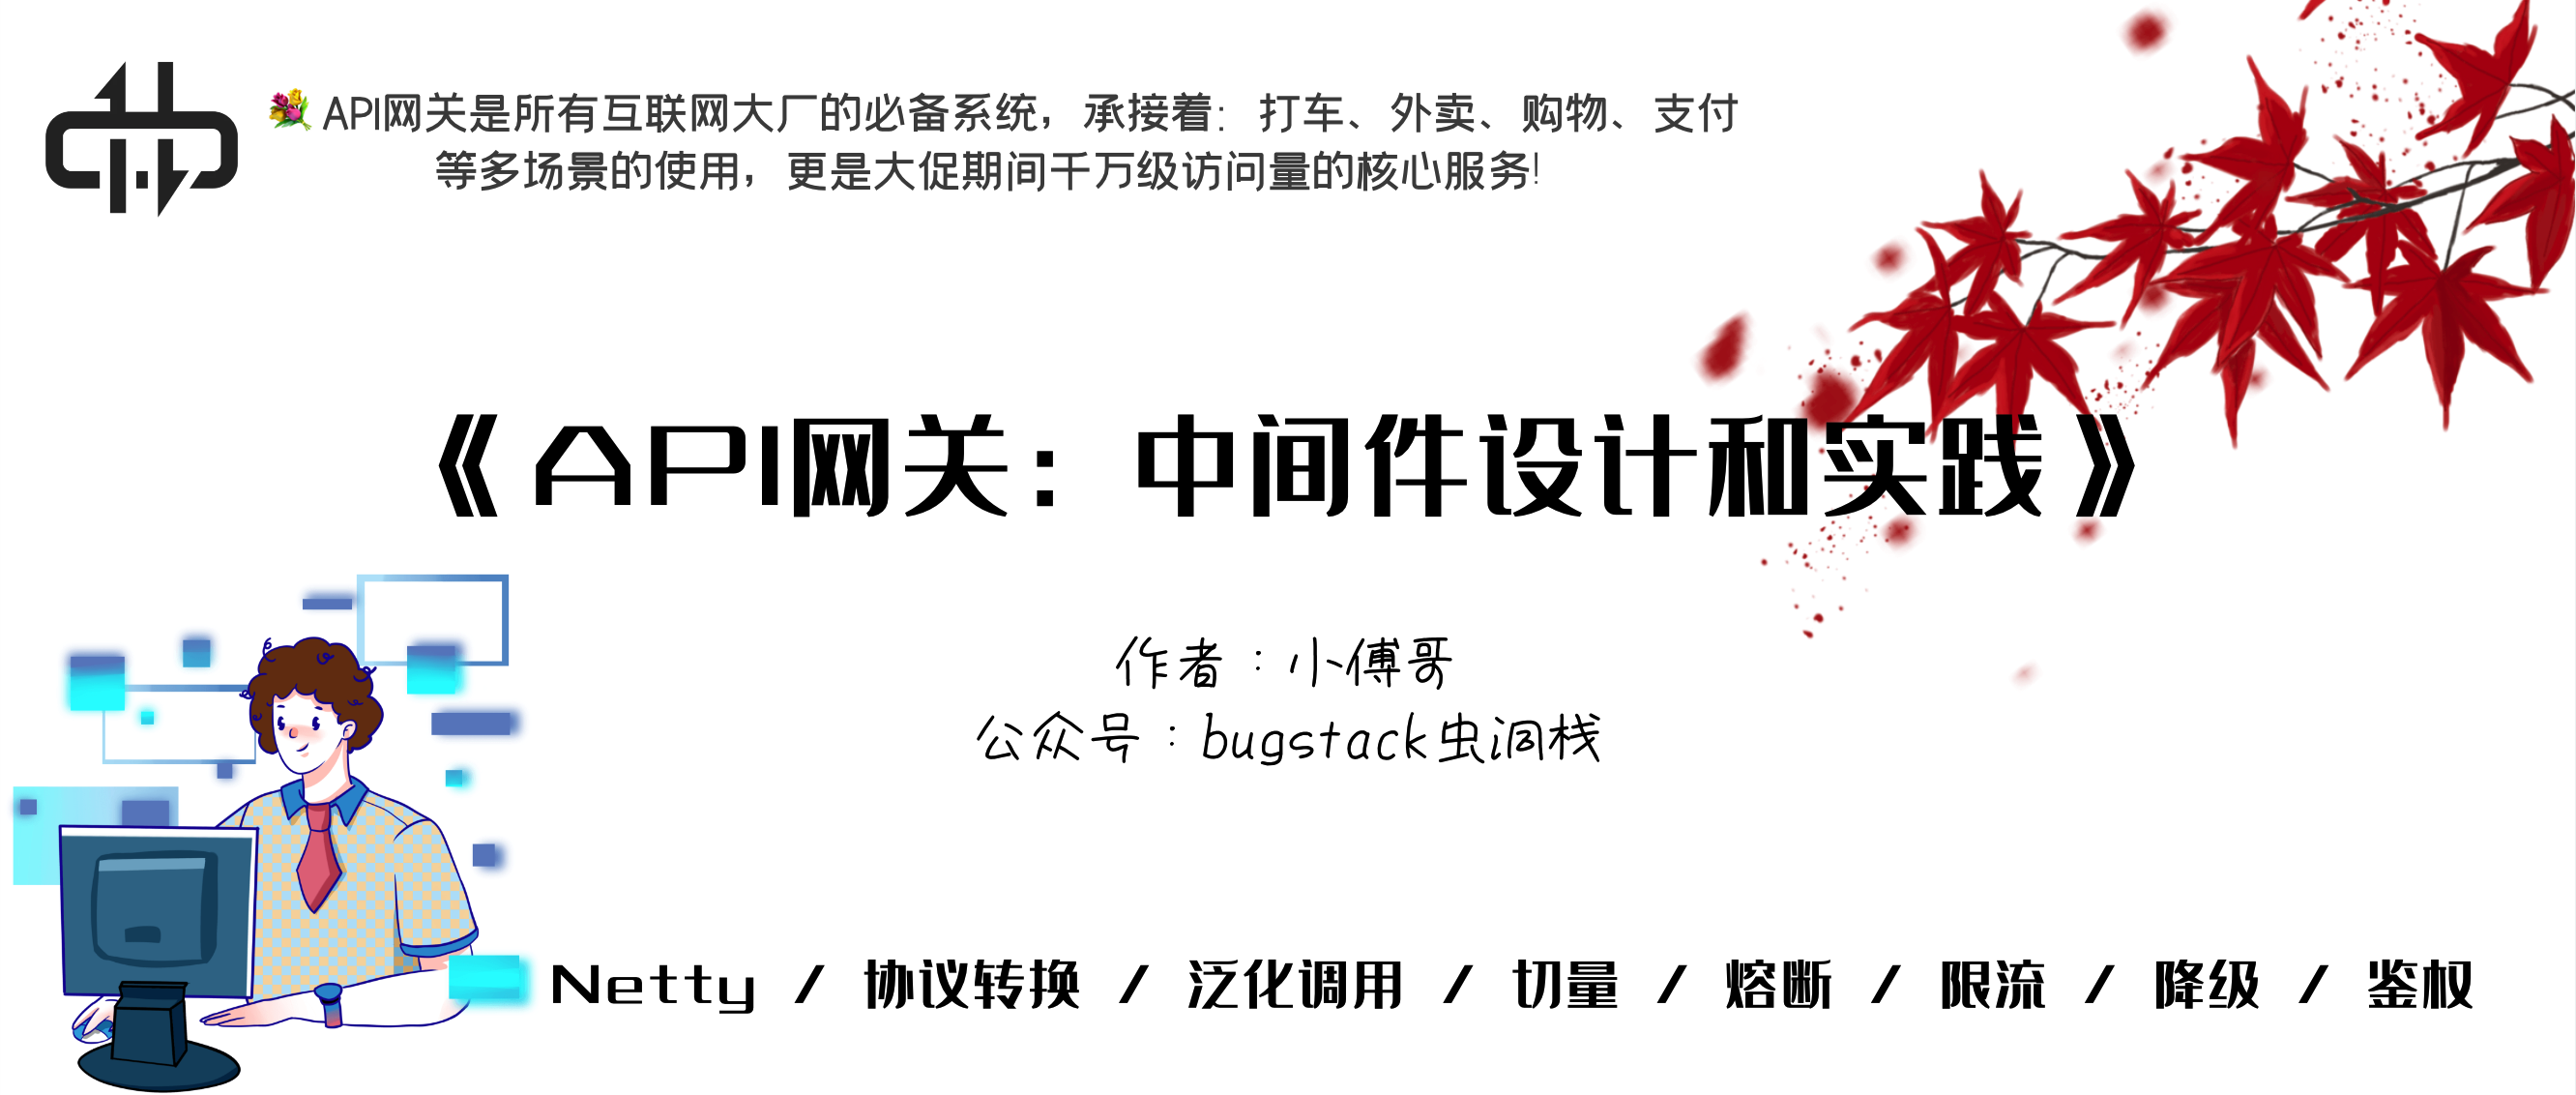 💐 API网关是所有互联网大厂的必备系统，承接着：打车、外卖、购物、支付
等多场景的使用，更是大促期间千万级访问量的核心服务!
《API网关：中间件设计和实践》
作者：小傅哥
公众号：bugstack虫洞栈
Netty / 协议转换 / 泛化调用 / 切量 / 熔断 / 限流 / 降级 / 鉴权